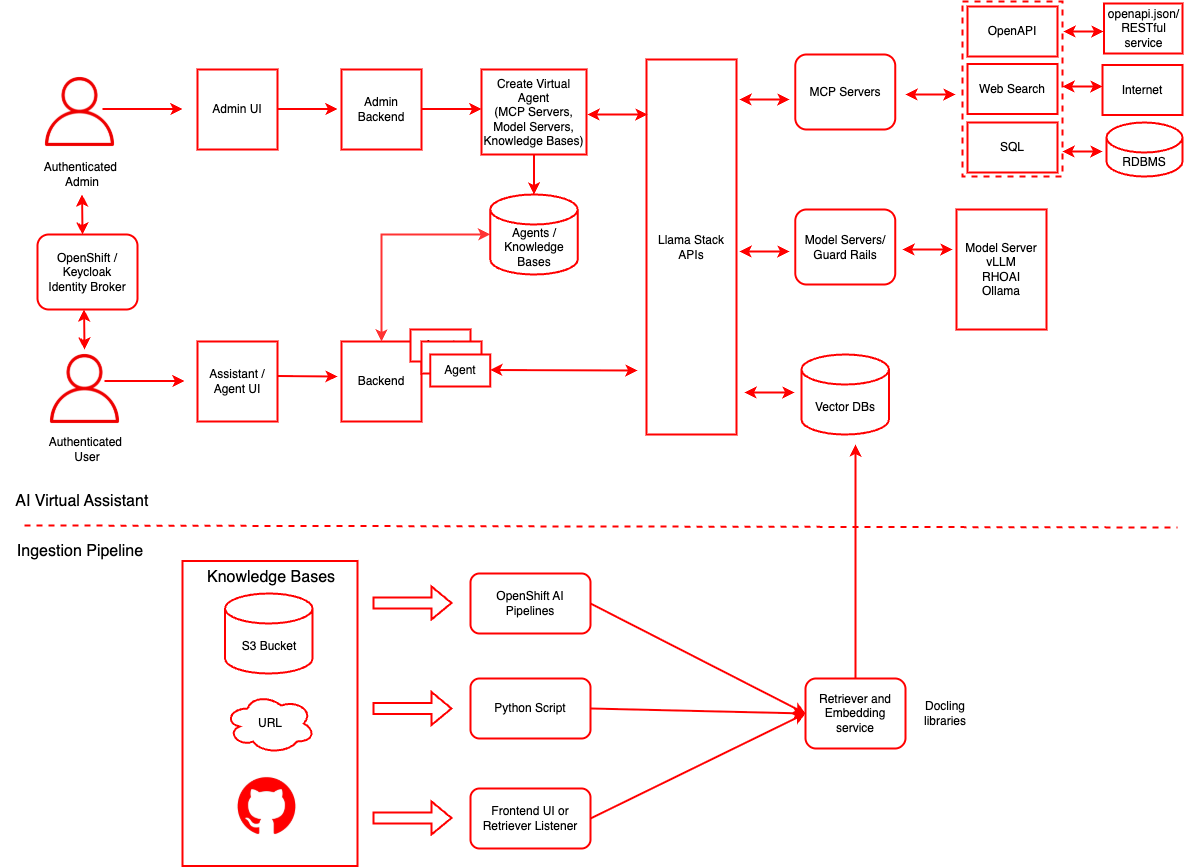 OpenAPI
openapi.json/
RESTful
service
Web Search
Internet
SQL
RDBMS
MCP Servers
Admin UI
Admin
Backend
Create Virtual
Agent
(MCP Servers,
Model Servers,
Knowledge Bases)
Authenticated
Admin
Agents /
Knowledge
Bases
Llama Stack
APIs
Model Servers/
Guard Rails
Model Server
vLLM
RHOAI
Ollama
OpenShift /
Keycloak
Identity Broker
Assistant /
Agent UI
Backend
Agent
Vector DBs
Authenticated
User
AI Virtual Assistant
Ingestion Pipeline
Knowledge Bases
S3 Bucket
URL
OpenShift AI
Pipelines
Python Script
Frontend UI or
Retriever Listener
Retriever and
Embedding
service
Docling
libraries